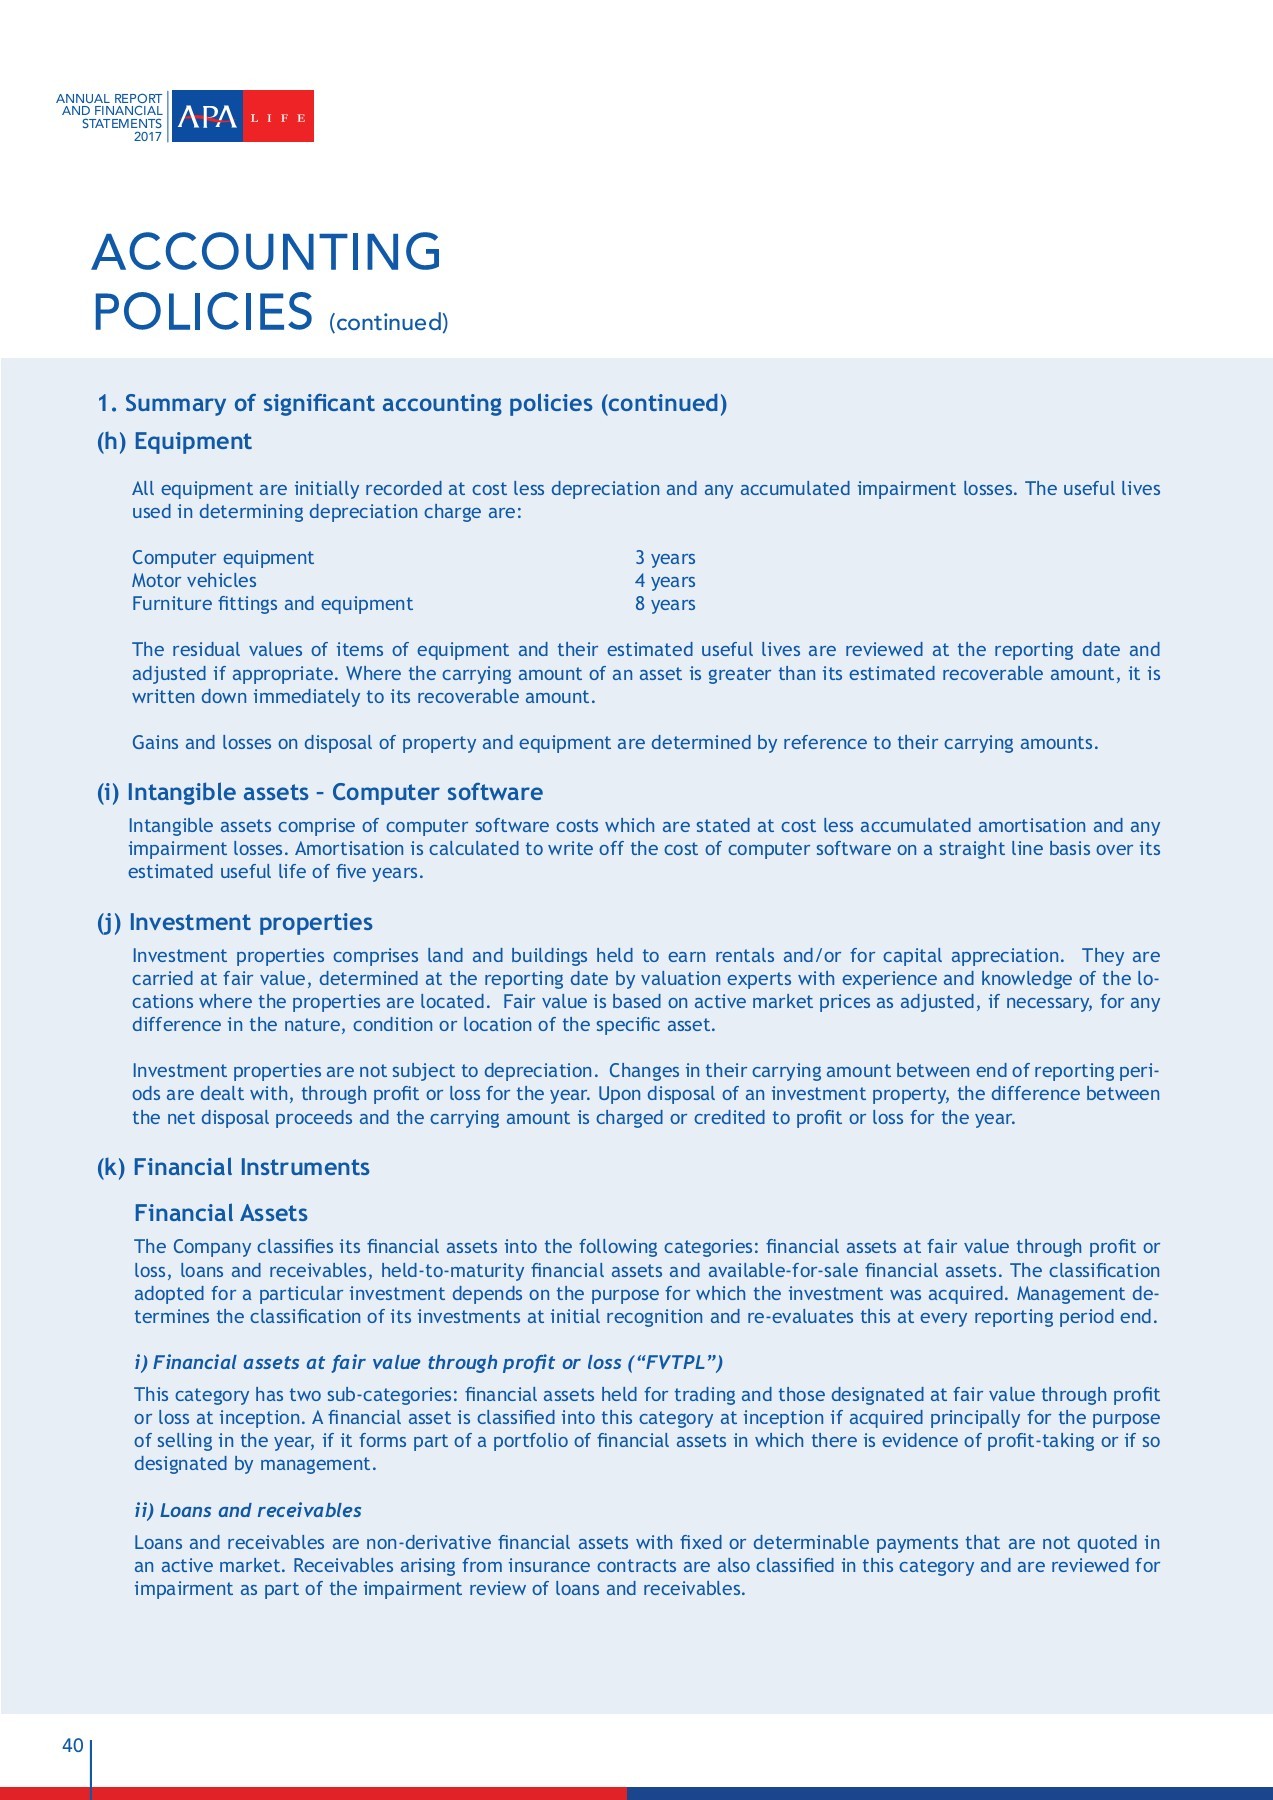 ANNUAL REPORT
AND FINANCIAL
STATEMENTS
2017
APA
LIFE
ACCOUNTING
POLICIES (continued)
1. Summary of significant accounting policies (continued)
(h) Equipment
All equipment are initially recorded at cost less depreciation and any accumulated impairment losses. The useful lives
used in determining depreciation charge are:
Computer equipment 3 years
Motor vehicles 4 years
Furniture fittings and equipment 8 years
The residual values of items of equipment and their estimated useful lives are reviewed at the reporting date and
adjusted if appropriate. Where the carrying amount of an asset is greater than its estimated recoverable amount, it is
written down immediately to its recoverable amount.
Gains and losses on disposal of property and equipment are determined by reference to their carrying amounts.
(i) Intangible assets – Computer software
Intangible assets comprise of computer software costs which are stated at cost less accumulated amortisation and any
impairment losses. Amortisation is calculated to write off the cost of computer software on a straight line basis over its
estimated useful life of five years.
(j) Investment properties
Investment properties comprises land and buildings held to earn rentals and/or for capital appreciation. They are
carried at fair value, determined at the reporting date by valuation experts with experience and knowledge of the lo-
cations where the properties are located. Fair value is based on active market prices as adjusted, if necessary, for any
difference in the nature, condition or location of the specific asset.
Investment properties are not subject to depreciation. Changes in their carrying amount between end of reporting peri-
ods are dealt with, through profit or loss for the year. Upon disposal of an investment property, the difference between
the net disposal proceeds and the carrying amount is charged or credited to profit or loss for the year.
(k) Financial Instruments
Financial Assets
The Company classifies its financial assets into the following categories: financial assets at fair value through profit or
loss, loans and receivables, held-to-maturity financial assets and available-for-sale financial assets. The classification
adopted for a particular investment depends on the purpose for which the investment was acquired. Management de-
termines the classification of its investments at initial recognition and re-evaluates this at every reporting period end.
i) Financial assets at fair value through profit or loss (“FVTPL”)
This category has two sub-categories: financial assets held for trading and those designated at fair value through profit
or loss at inception. A financial asset is classified into this category at inception if acquired principally for the purpose
of selling in the year, if it forms part of a portfolio of financial assets in which there is evidence of profit-taking or if so
designated by management.
ii) Loans and receivables
Loans and receivables are non-derivative financial assets with fixed or determinable payments that are not quoted in
an active market. Receivables arising from insurance contracts are also classified in this category and are reviewed for
impairment as part of the impairment review of loans and receivables.
40